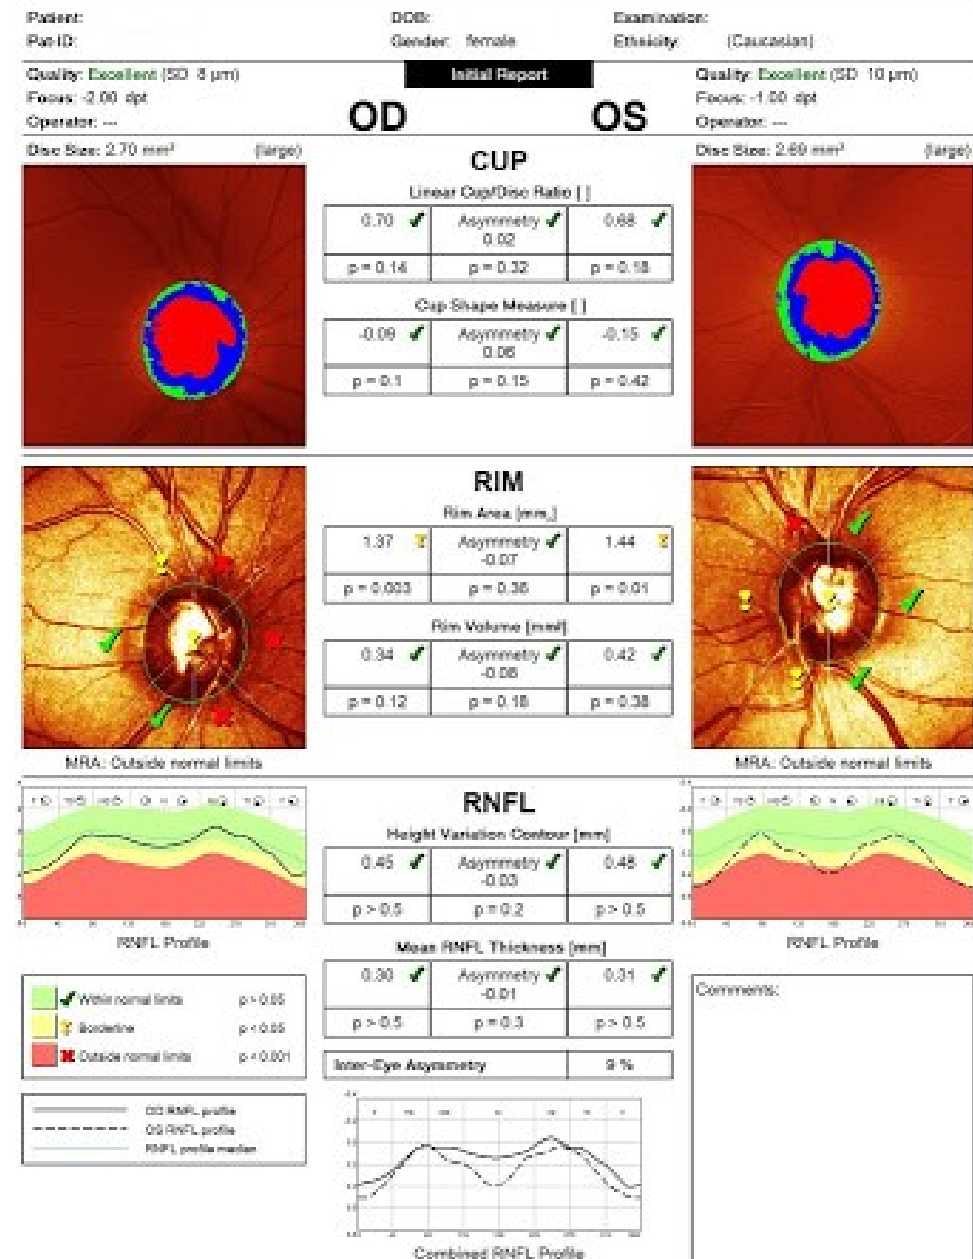 Patient: DOB: Examination:
Pat-ID: Gender: female Ethnicity: (Caucasian)
Quality: Excellent (SD 8 µm) Initial Report Quality: Excellent (SD 10 µm)
Focus: -2.00 dpt Focus: -1.00 dpt
Operator: --- OD OS Operator: ---
Disc Size: 2.70 mm² (large) Disc Size: 2.69 mm² (large)
CUP
Linear Cup/Disc Ratio [ ]
0.70 Asymmetry 0.68
0.02
p = 0.14 p = 0.32 p = 0.18
Cup Shape Measure [ ]
-0.09 Asymmetry -0.15
0.06
p = 0.1 p = 0.15 p = 0.42
RIM
Rim Area [mm,]
1.37 Asymmetry 1.44
-0.07
p = 0.003 p = 0.36 p = 0.01
Rim Volume [mm]
0.34 Asymmetry 0.42
-0.08
p = 0.12 p = 0.18 p = 0.38
MRA: Outside normal limits MRA: Outside normal limits
RNFL
Height Variation Contour [mm]
0.45 Asymmetry 0.48
-0.03
p > 0.5 p = 0.2 p > 0.5
RNFL Profile RNFL Profile
Mean RNFL Thickness [mm]
0.30 Asymmetry 0.31
-0.01
p > 0.5 p = 0.3 p > 0.5
Within normal limits p > 0.05
Borderline p < 0.05
Outside normal limits p < 0.001
Comments:
Inter-Eye Asymmetry 9 %
OD RNFL profile
OS RNFL profile
RNFL profile median
Combined RNFL Profile